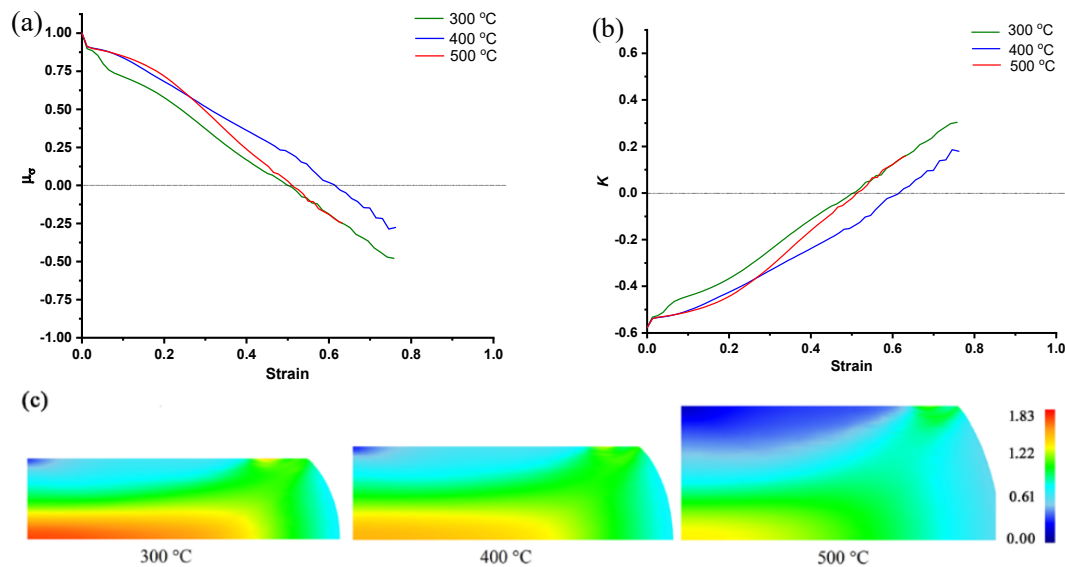 (a)
300 °C
400 °C
500 °C
1.00
0.75
0.50
0.25
0.00
-0.25
-0.50
-0.75
-1.00
μσ
0.0 0.2 0.4 0.6 0.8 1.0
Strain
(b)
300 °C
400 °C
500 °C
0.6
0.4
0.2
0.0
-0.2
-0.4
-0.6
K
0.0 0.2 0.4 0.6 0.8 1.0
Strain
(c)
1.83
1.22
0.61
0.00
300 °C 400 °C 500 °C